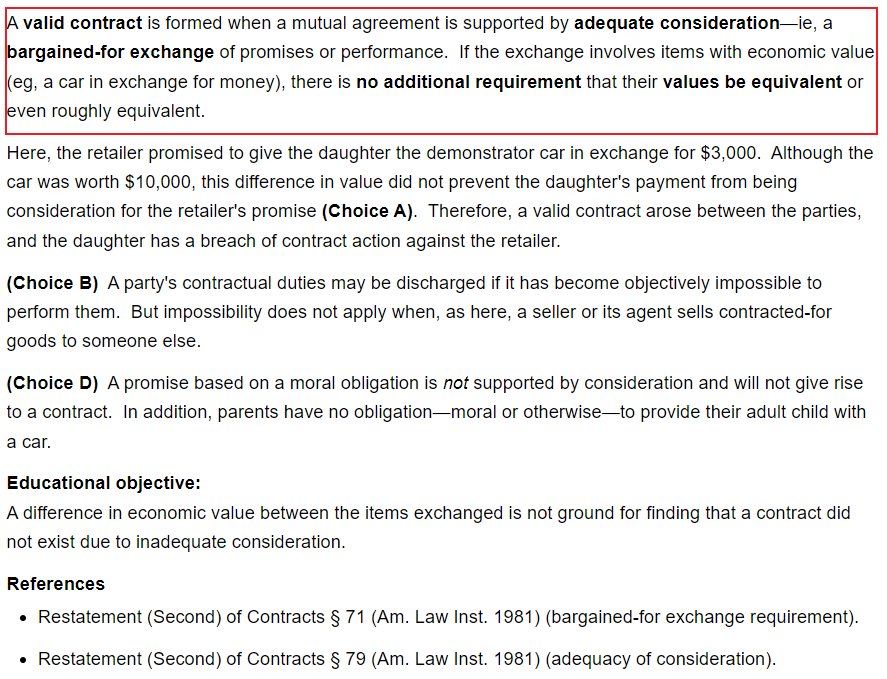 A valid contract is formed when a mutual agreement is supported by adequate consideration—ie, a
bargained-for exchange of promises or performance.  If the exchange involves items with economic value
(eg, a car in exchange for money), there is no additional requirement that their values be equivalent or
even roughly equivalent.
Here, the retailer promised to give the daughter the demonstrator car in exchange for $3,000.  Although the
car was worth $10,000, this difference in value did not prevent the daughter's payment from being
consideration for the retailer's promise (Choice A).  Therefore, a valid contract arose between the parties,
and the daughter has a breach of contract action against the retailer.
(Choice B)  A party's contractual duties may be discharged if it has become objectively impossible to
perform them.  But impossibility does not apply when, as here, a seller or its agent sells contracted-for
goods to someone else.
(Choice D)  A promise based on a moral obligation is not supported by consideration and will not give rise
to a contract.  In addition, parents have no obligation—moral or otherwise—to provide their adult child with
a car.
Educational objective:
A difference in economic value between the items exchanged is not ground for finding that a contract did
not exist due to inadequate consideration.
References
• Restatement (Second) of Contracts § 71 (Am. Law Inst. 1981) (bargained-for exchange requirement).
• Restatement (Second) of Contracts § 79 (Am. Law Inst. 1981) (adequacy of consideration).